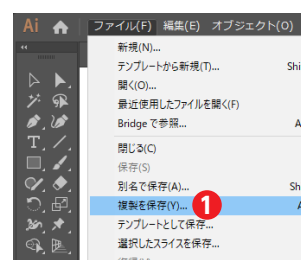 Ai ファイル(F) 編集(E) オブジェクト(O)
新規(N)...
テンプレートから新規(T)... Shi
開く(O)...
最近使用したファイルを開く(F)
Bridge で参照... A
閉じる(C)
保存(S)
別名で保存(A)... Sh
複製を保存(Y)... 1 A
テンプレートとして保存...
選択したスライスを保存...